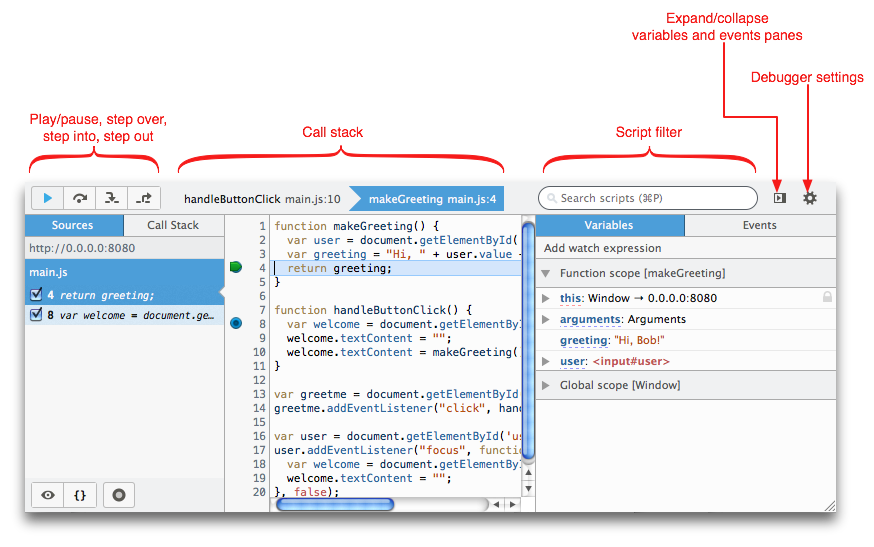 Expand/collapse
variables and events panes
Debugger settings
Play/pause, step over,
step into, step out
Call stack
Script filter
handleButtonClick main.js:10
makeGreeting main.js:4
Search scripts (⌘P)
Sources
Call Stack
http://0.0.0.0:8080
main.js
4 return greeting;
8 var welcome = document.ge…
{}
1 function makeGreeting() {
2 var user = document.getElementById(
3 var greeting = "Hi, " + user.value +
4 return greeting;
5 }
6
7 function handleButtonClick() {
8 var welcome = document.getElementBy
9 welcome.textContent = "";
10 welcome.textContent = makeGreeting(
11 }
12
13 var greetme = document.getElementById
14 greetme.addEventListener("click", hand
15
16 var user = document.getElementById('us
17 user.addEventListener("focus", functio
18 var welcome = document.getElementBy
19 welcome.textContent = "";
20 }, false);
Variables
Events
Add watch expression
Function scope [makeGreeting]
this: Window → 0.0.0.0:8080
arguments: Arguments
greeting: "Hi, Bob!"
user: <input#user>
Global scope [Window]